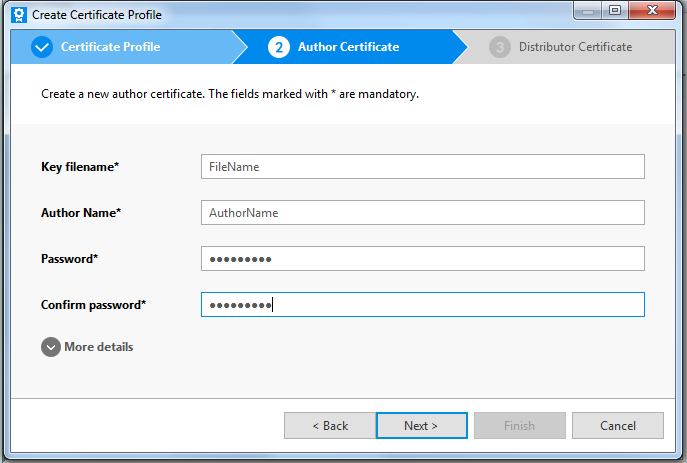 Create Certificate Profile
Certificate Profile
2 Author Certificate
3 Distributor Certificate
Create a new author certificate. The fields marked with * are mandatory.
Key filename* FileName
Author Name* AuthorName
Password* ●●●●●●●●●
Confirm password* ●●●●●●●●●
More details
< Back Next > Finish Cancel